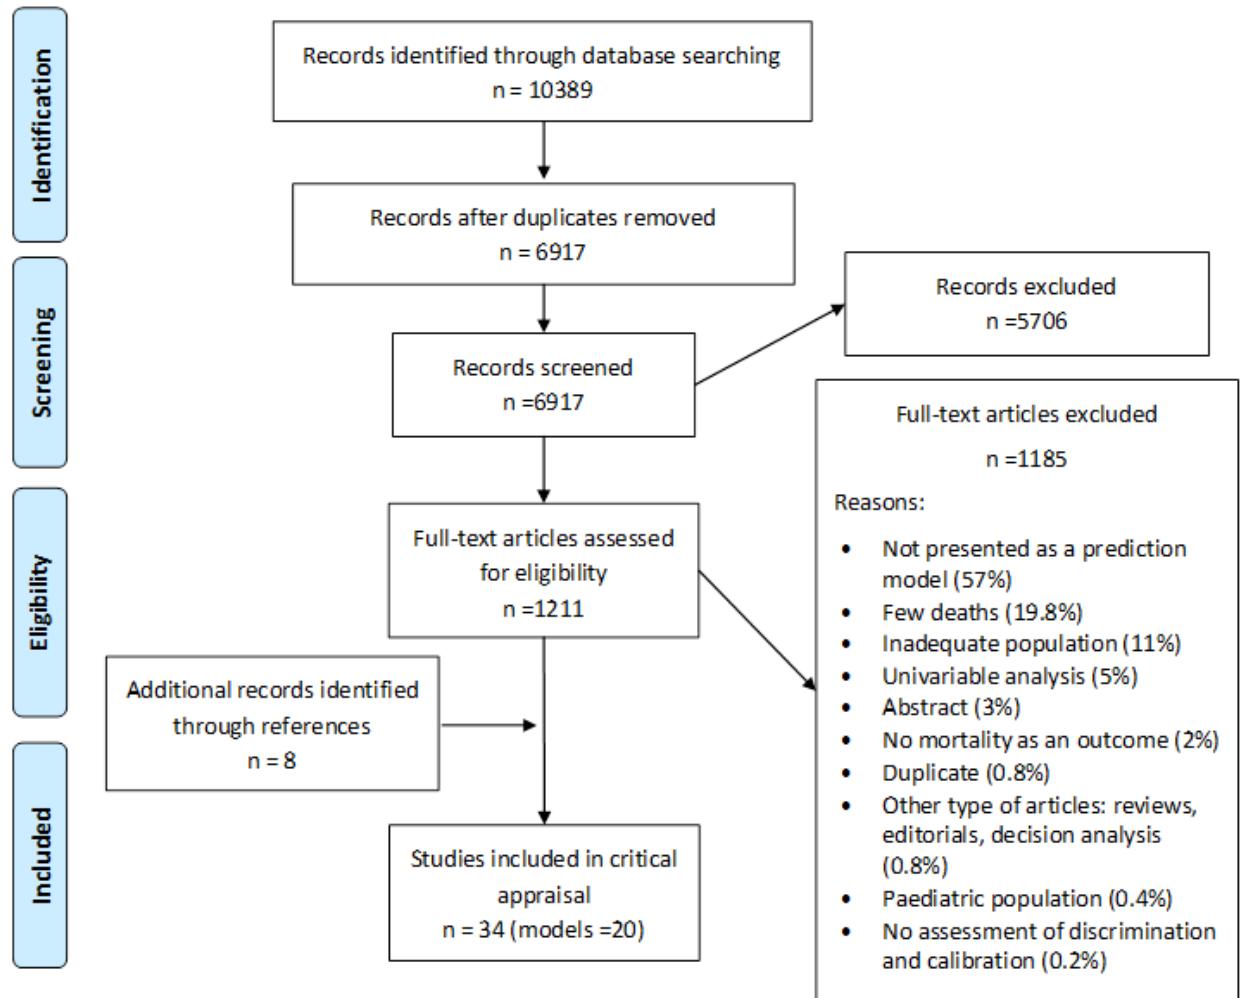 Identification
Records identified through database searching
n = 10389
Records after duplicates removed
n = 6917
Screening
Records screened
n =6917
Records excluded
n =5706
Eligibility
Full-text articles assessed
for eligibility
n =1211
Full-text articles excluded
n =1185
Reasons:
• Not presented as a prediction
model (57%)
• Few deaths (19.8%)
• Inadequate population (11%)
• Univariable analysis (5%)
• Abstract (3%)
• No mortality as an outcome (2%)
• Duplicate (0.8%)
• Other type of articles: reviews,
editorials, decision analysis
(0.8%)
• Paediatric population (0.4%)
• No assessment of discrimination
and calibration (0.2%)
Additional records identified
through references
n = 8
Included
Studies included in critical
appraisal
n = 34 (models =20)